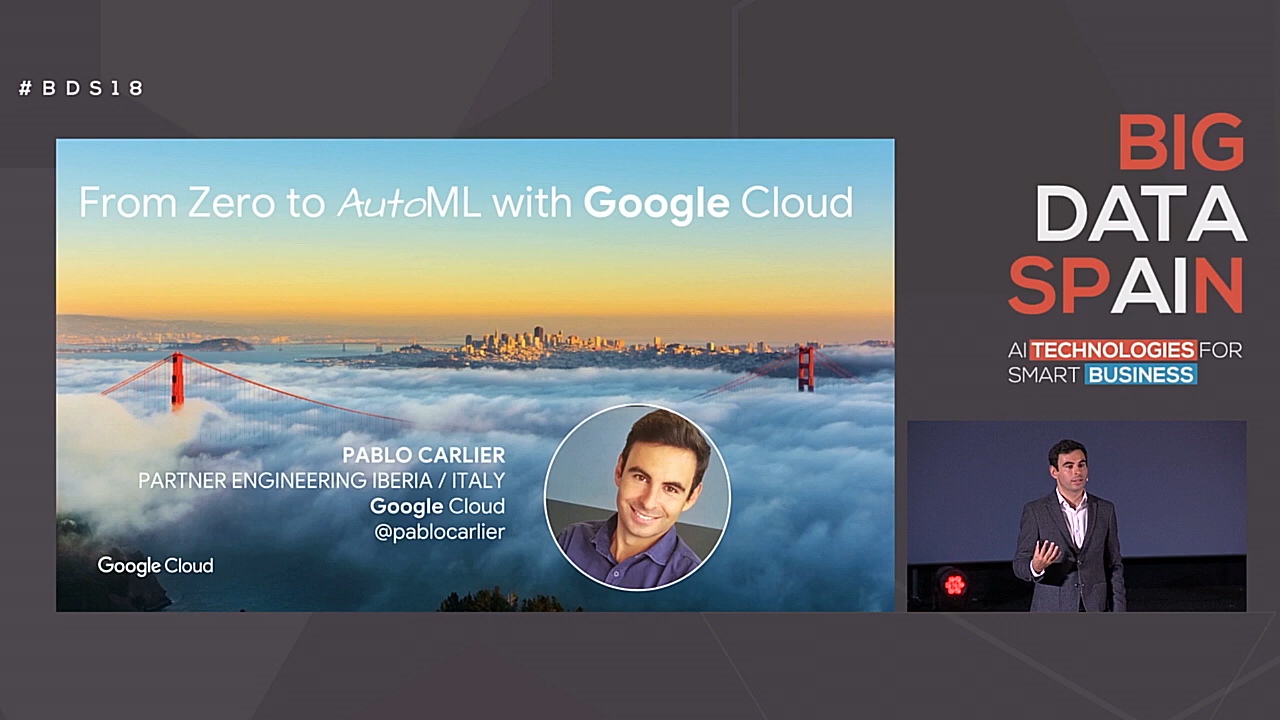 #BDS18
From Zero to AutoML with Google Cloud
PABLO CARLIER
PARTNER ENGINEERING IBERIA / ITALY
Google Cloud
@pablocarlier
Google Cloud
BIG
DATA
SPAIN
AI TECHNOLOGIES FOR
SMART BUSINESS